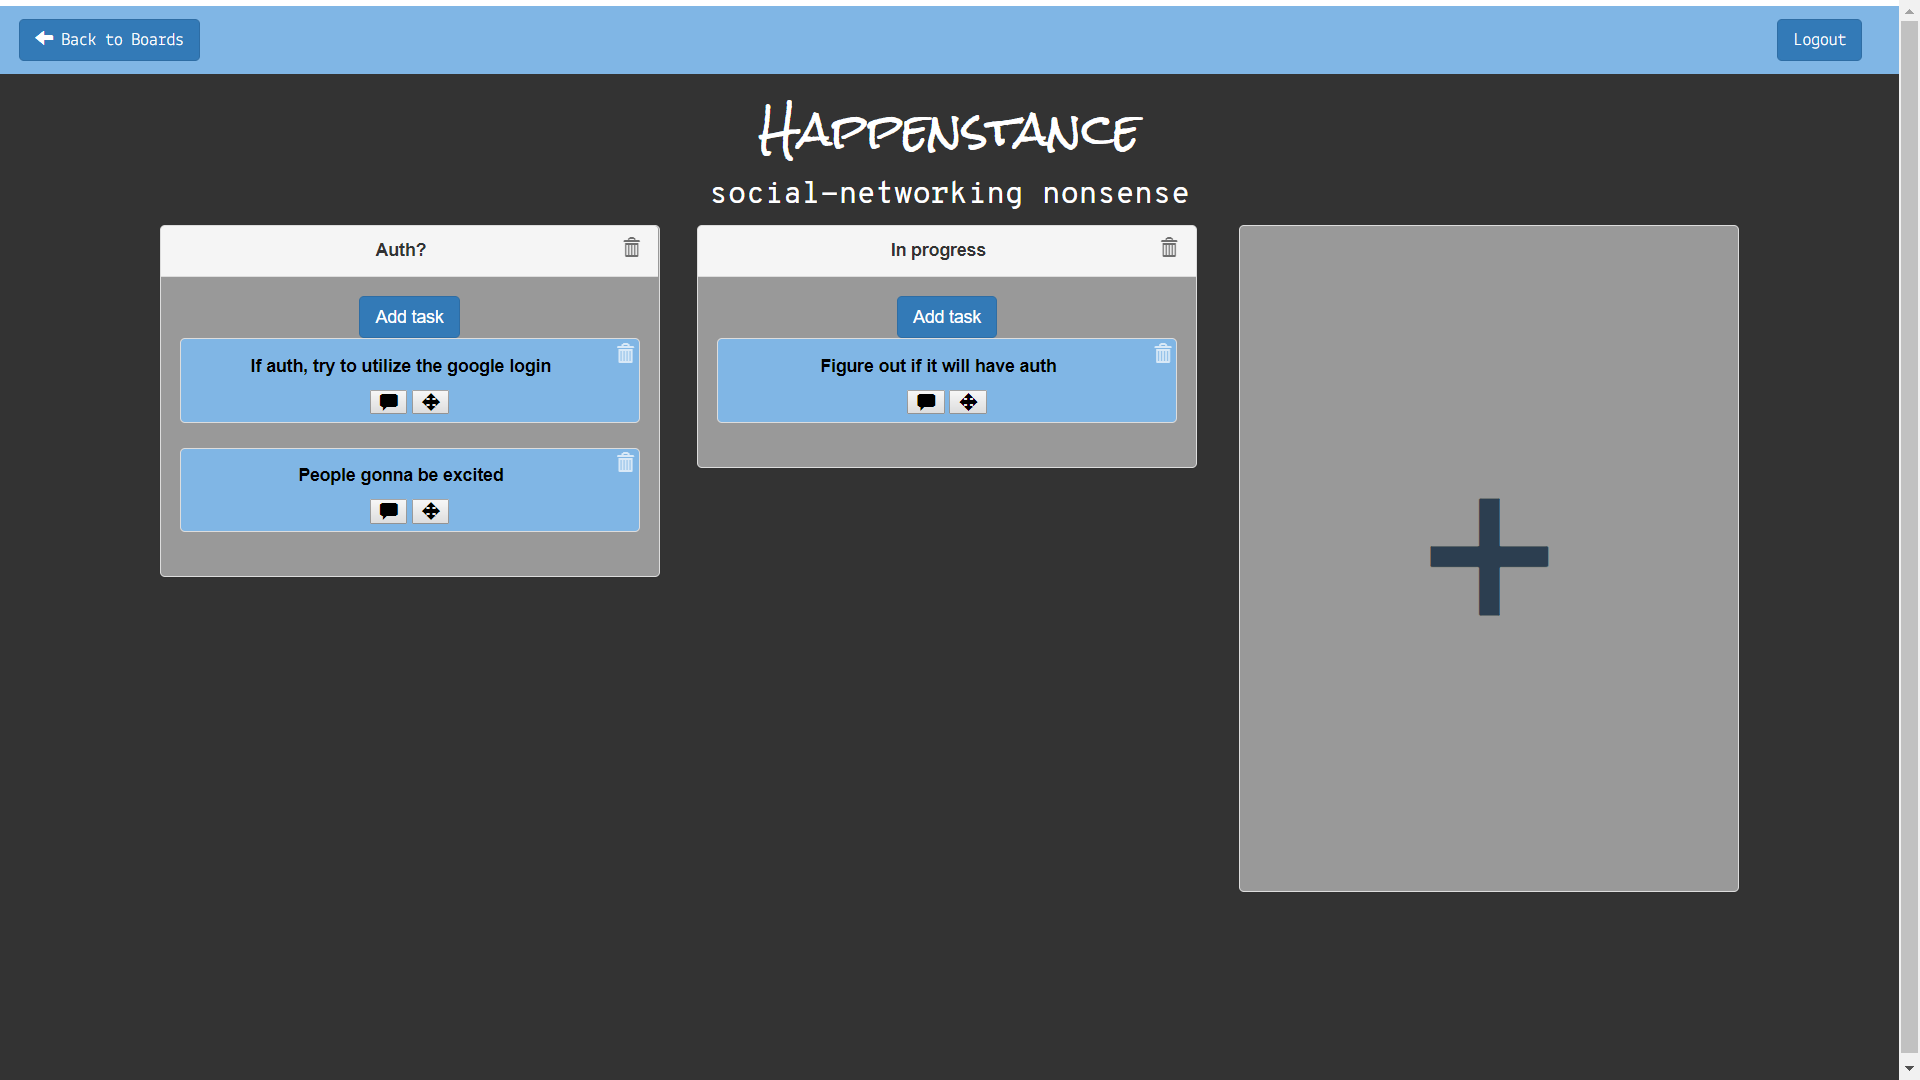 Back to Boards
Logout
Happenstance
social-networking nonsense
Auth?
Add task
If auth, try to utilize the google login
People gonna be excited
In progress
Add task
Figure out if it will have auth